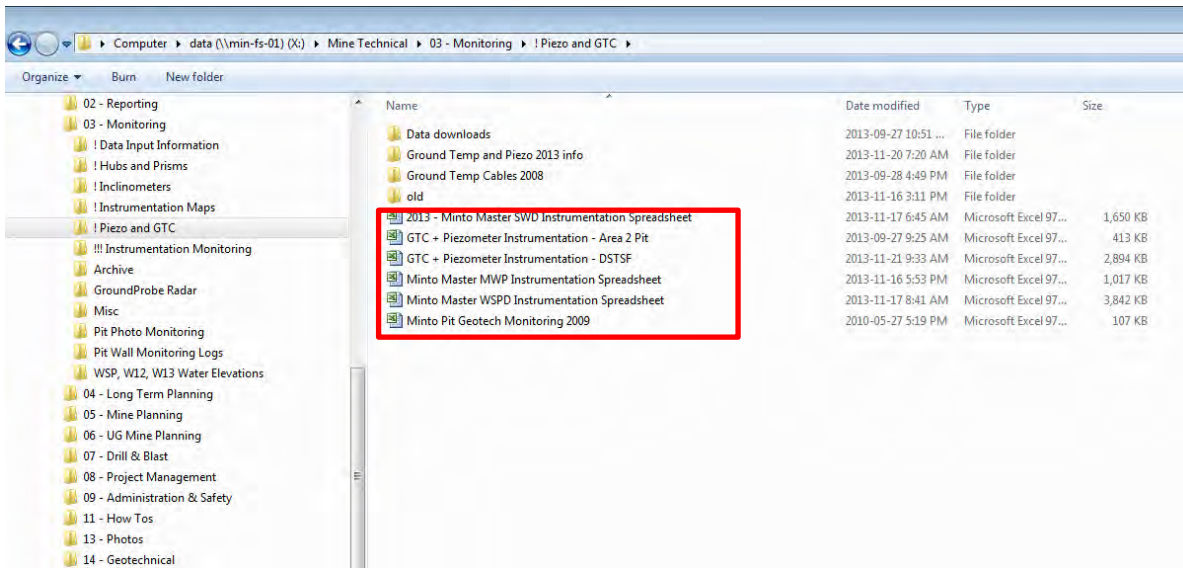 Computer ▸ data (\\min-fs-01) (X:) ▸ Mine Technical ▸ 03 - Monitoring ▸ ! Piezo and GTC ▸
Organize Burn New folder
02 - Reporting
03 - Monitoring
! Data Input Information
! Hubs and Prisms
! Inclinometers
! Instrumentation Maps
! Piezo and GTC
!!! Instrumentation Monitoring
Archive
GroundProbe Radar
Misc
Pit Photo Monitoring
Pit Wall Monitoring Logs
WSP, W12, W13 Water Elevations
04 - Long Term Planning
05 - Mine Planning
06 - UG Mine Planning
07 - Drill & Blast
08 - Project Management
09 - Administration & Safety
11 - How Tos
13 - Photos
14 - Geotechnical
Name Date modified Type Size
Data downloads 2013-09-27 10:51 ... File folder
Ground Temp and Piezo 2013 info 2013-11-20 7:20 AM File folder
Ground Temp Cables 2008 2013-09-28 4:49 PM File folder
old 2013-11-16 3:11 PM File folder
2013 - Minto Master SWD Instrumentation Spreadsheet 2013-11-17 6:45 AM Microsoft Excel 97... 1,650 KB
GTC + Piezometer Instrumentation - Area 2 Pit 2013-09-27 9:25 AM Microsoft Excel 97... 413 KB
GTC + Piezometer Instrumentation - DSTSF 2013-11-21 9:33 AM Microsoft Excel 97... 2,894 KB
Minto Master MWP Instrumentation Spreadsheet 2013-11-16 5:53 PM Microsoft Excel 97... 1,017 KB
Minto Master WSPD Instrumentation Spreadsheet 2013-11-17 8:41 AM Microsoft Excel 97... 3,842 KB
Minto Pit Geotech Monitoring 2009 2010-05-27 5:19 PM Microsoft Excel 97... 107 KB